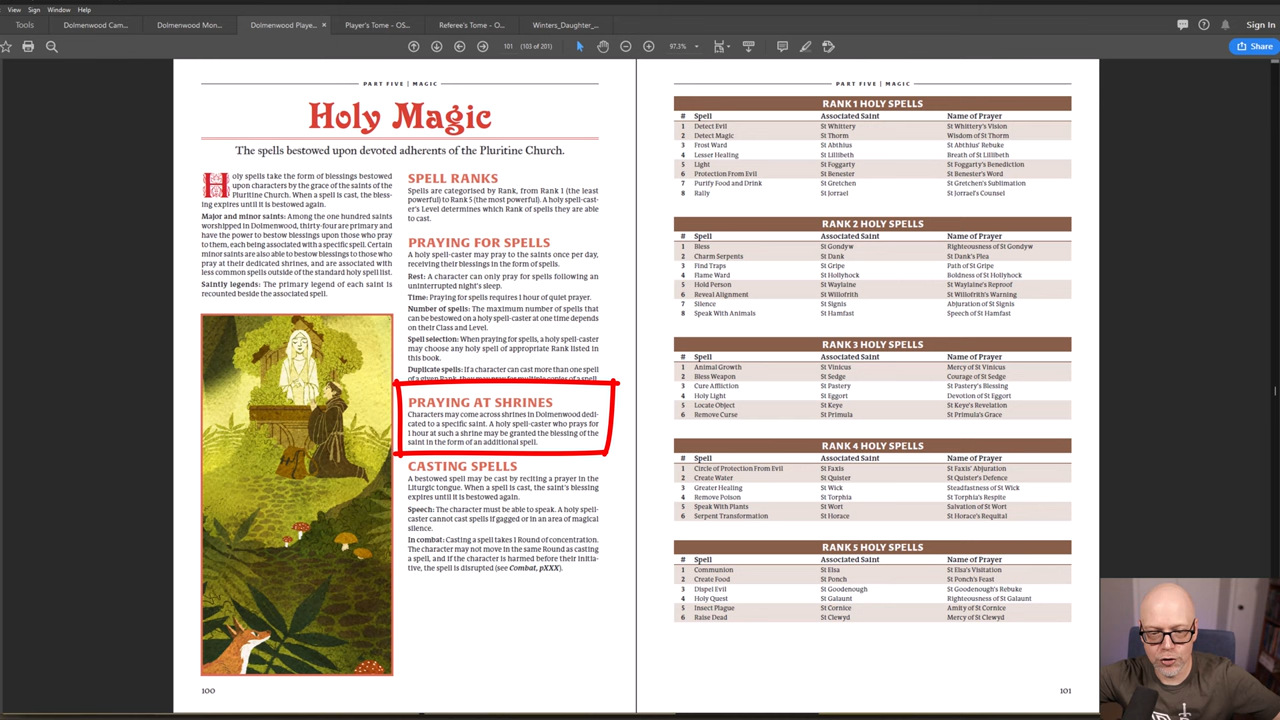 View Sign Window Help
Tools
Dolmenwood Cam...
Dolmenwood Mon...
Dolmenwood Playe... ×
Player's Tome - OS...
Referee's Tome - O...
Winters_Daughter_...
Sign In
101 (103 of 201)
97.3%
Share
PART FIVE | MAGIC
Holy Magic
The spells bestowed upon devoted adherents of the Pluritine Church.
Holy spells take the form of blessings bestowed
upon characters by the grace of the saints of the
Pluritine Church. When a spell is cast, the bless-
ing expires until it is bestowed again.
Major and minor saints: Among the one hundred saints
worshipped in Dolmenwood, thirty-four are primary and
have the power to bestow blessings upon those who pray
to them, each being associated with a specific spell. Certain
minor saints are also able to bestow blessings to those who
pray at their dedicated shrines, and are associated with
less common spells outside of the standard holy spell list.
Saintly legends: The primary legend of each saint is
recounted beside the associated spell.
SPELL RANKS
Spells are categorised by Rank, from Rank 1 (the least
powerful) to Rank 5 (the most powerful). A holy spell-cast-
er's Level determines which Rank of spells they are able
to cast.
PRAYING FOR SPELLS
A holy spell-caster may pray to the saints once per day,
receiving their blessings in the form of spells.
Rest: A character can only pray for spells following an
uninterrupted night's sleep.
Time: Praying for spells requires 1 hour of quiet prayer.
Number of spells: The maximum number of spells that
can be bestowed on a holy spell-caster at one time depends
on their Class and Level.
Spell selection: When praying for spells, a holy spell-caster
may choose any holy spell of appropriate Rank listed in
this book.
Duplicate spells: If a character can cast more than one spell
of a given Rank, they may pray for multiple copies of a spell.
PRAYING AT SHRINES
Characters may come across shrines in Dolmenwood dedi-
cated to a specific saint. A holy spell-caster who prays for
1 hour at such a shrine may be granted the blessing of the
saint in the form of an additional spell.
CASTING SPELLS
A bestowed spell may be cast by reciting a prayer in the
Liturgic tongue. When a spell is cast, the saint's blessing
expires until it is bestowed again.
Speech: The character must be able to speak. A holy spell-
caster cannot cast spells if gagged or in an area of magical
silence.
In combat: Casting a spell takes 1 Round of concentration.
The character may not move in the same Round as casting
a spell, and if the character is harmed before their initia-
tive, the spell is disrupted (see Combat, pXXX).
100
PART FIVE | MAGIC
RANK 1 HOLY SPELLS
# Spell Associated Saint Name of Prayer
1 Detect Evil St Whittery St Whittery's Vision
2 Detect Magic St Thorm Wisdom of St Thorm
3 Frost Ward St Abthius St Abthius' Rebuke
4 Lesser Healing St Lillibeth Breath of St Lillibeth
5 Light St Foggarty St Foggarty's Benediction
6 Protection From Evil St Benester St Benester's Word
7 Purify Food and Drink St Gretchen St Gretchen's Sublimation
8 Rally St Jorrael St Jorrael's Counsel
RANK 2 HOLY SPELLS
# Spell Associated Saint Name of Prayer
1 Bless St Gondyw Righteousness of St Gondyw
2 Charm Serpents St Dank St Dank's Plea
3 Find Traps St Gripe Path of St Gripe
4 Flame Ward St Hollyhock Boldness of St Hollyhock
5 Hold Person St Waylaine St Waylaine's Reproof
6 Reveal Alignment St Willofrith St Willofrith's Warning
7 Silence St Signis Abjuration of St Signis
8 Speak With Animals St Hamfast Speech of St Hamfast
RANK 3 HOLY SPELLS
# Spell Associated Saint Name of Prayer
1 Animal Growth St Vinicus Mercy of St Vinicus
2 Bless Weapon St Sedge Courage of St Sedge
3 Cure Affliction St Pastery St Pastery's Blessing
4 Holy Light St Eggort Devotion of St Eggort
5 Locate Object St Keye St Keye's Revelation
6 Remove Curse St Primula St Primula's Grace
RANK 4 HOLY SPELLS
# Spell Associated Saint Name of Prayer
1 Circle of Protection From Evil St Faxis St Faxis' Abjuration
2 Create Water St Quister St Quister's Defence
3 Greater Healing St Wick Steadfastness of St Wick
4 Remove Poison St Torphia St Torphia's Respite
5 Speak With Plants St Wort Salvation of St Wort
6 Serpent Transformation St Horace St Horace's Requital
RANK 5 HOLY SPELLS
# Spell Associated Saint Name of Prayer
1 Communion St Elsa St Elsa's Visitation
2 Create Food St Ponch St Ponch's Feast
3 Dispel Evil St Goodenough St Goodenough's Rebuke
4 Holy Quest St Galaunt Righteousness of St Galaunt
5 Insect Plague St Cornice Amity of St Cornice
6 Raise Dead St Clewyd Mercy of St Clewyd
101